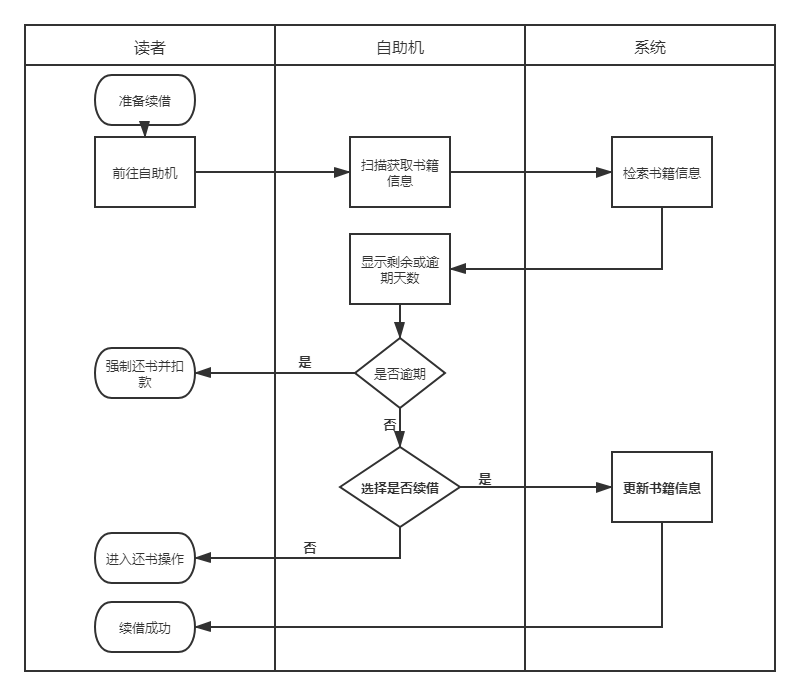 读者
自助机
系统
准备续借
前往自助机
扫描获取书籍
信息
检索书籍信息
显示剩余或逾
期天数
强制还书并扣
款
是
是否逾期
否
选择是否续借
是
更新书籍信息
进入还书操作
否
续借成功